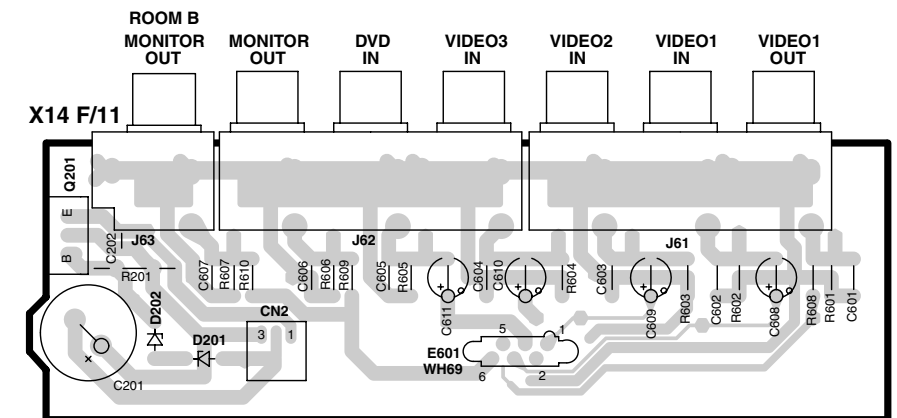 ROOM B
MONITOR OUT
MONITOR OUT
DVD IN
VIDEO3 IN
VIDEO2 IN
VIDEO1 IN
VIDEO1 OUT
X14 F/11
Q201
E
B
C202
J63
J62
J61
R201
C607
R607
R610
C606
R606
R609
C605
R605
C611
C604
C610
R604
C603
C609
R603
C602
R602
C608
R608
R601
C601
D202
D201
CN2
3 1
C201
5 1
E601
WH69
6 2